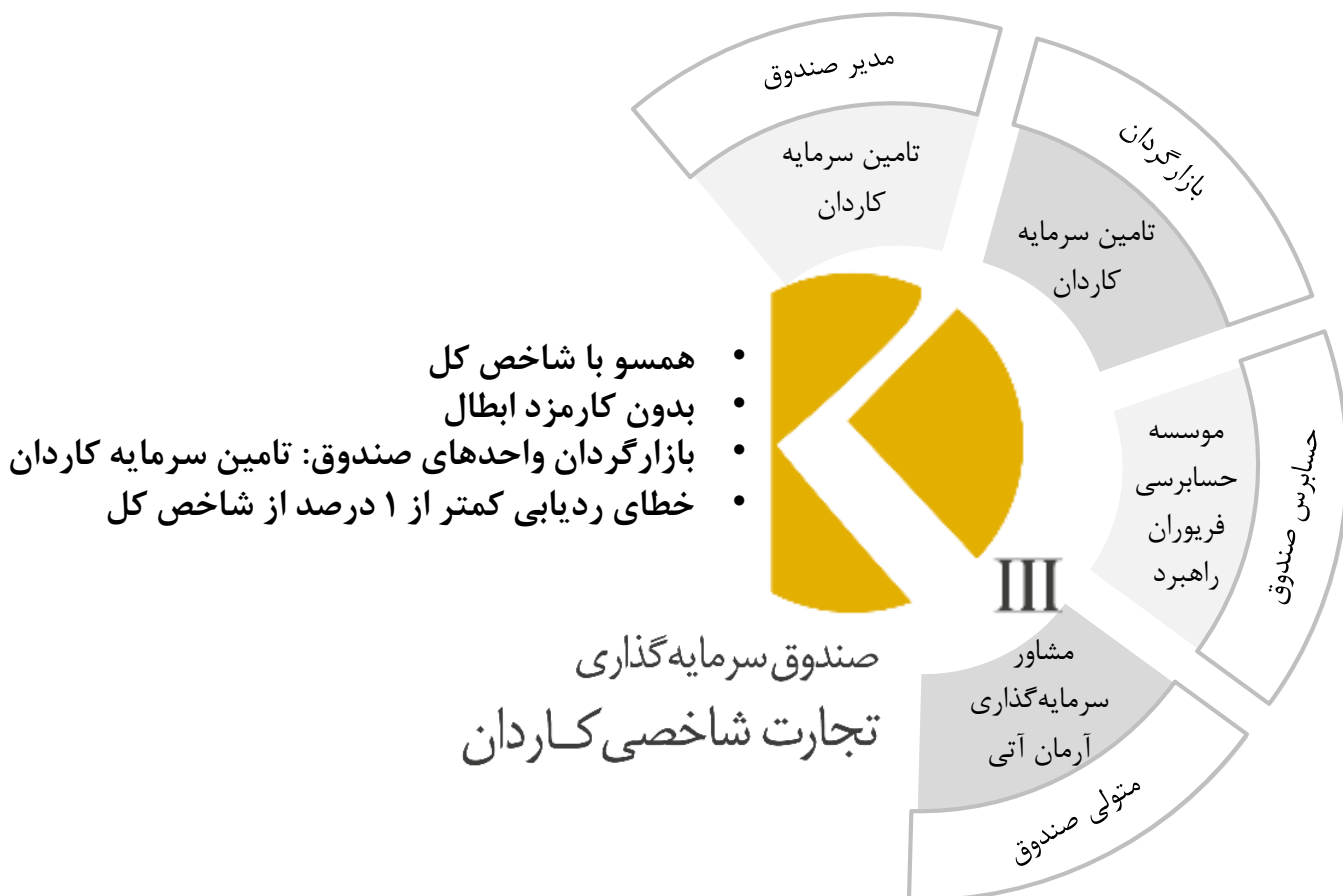 مدیر صندوق
تامین سرمایه
کاردان
بازارگردان
تامین سرمایه
کاردان
حسابرس صندوق
موسسه
حسابرسی
فریوران
راهبرد
متولی صندوق
مشاور
سرمایه‌گذاری
آرمان آتی
• همسو با شاخص کل
• بدون کارمزد ابطال
• بازارگردان واحدهای صندوق: تامین سرمایه کاردان
• خطای ردیابی کمتر از ۱ درصد از شاخص کل
III
صندوق سرمایه‌گذاری
تجارت شاخصی کـاردان